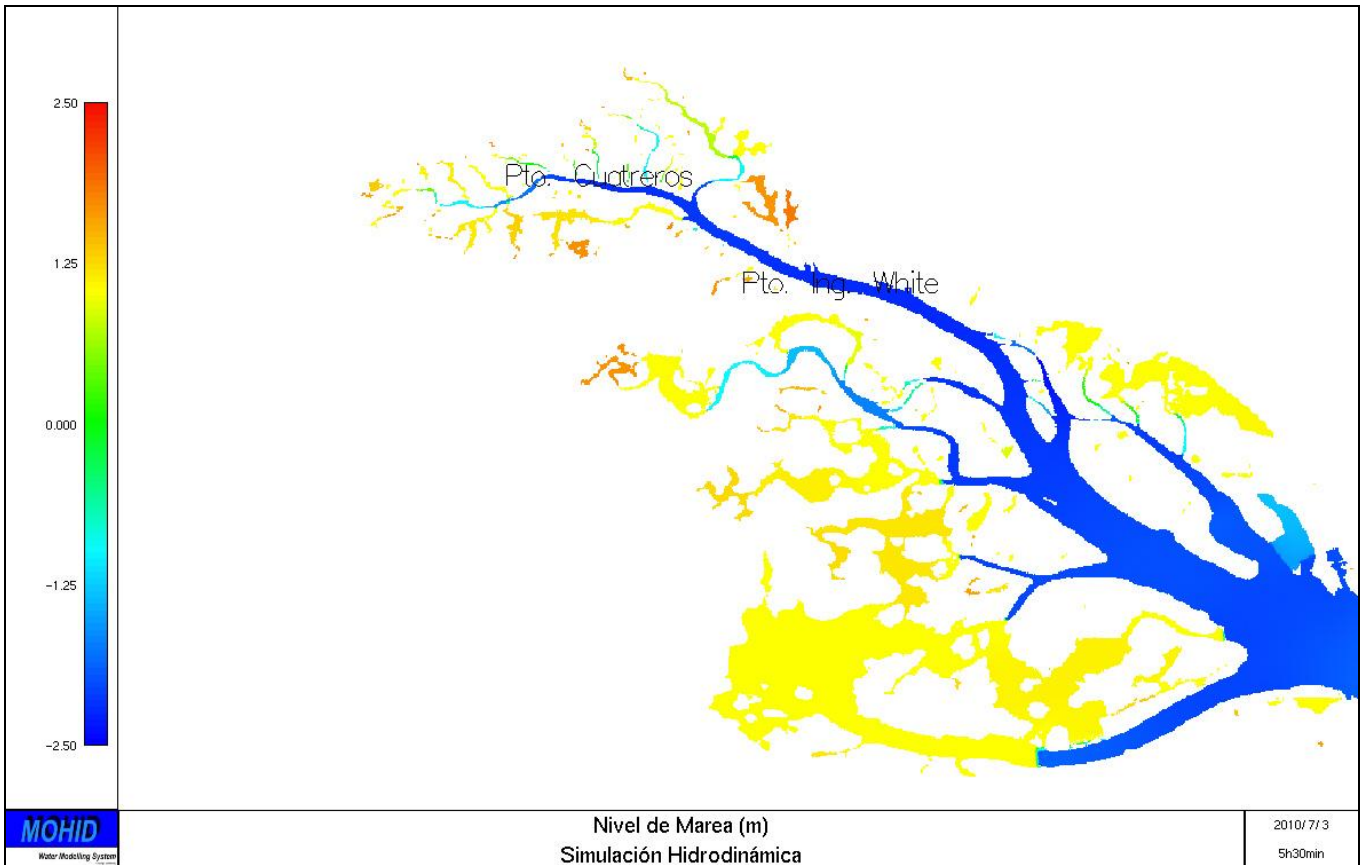 2.50
1.25
0.000
-1.25
-2.50
Pto. Cuatreros
Pto. Ing. White
MOHID
Water Modelling System
Nivel de Marea (m)
Simulación Hidrodinámica
2010/7/3
5h30min